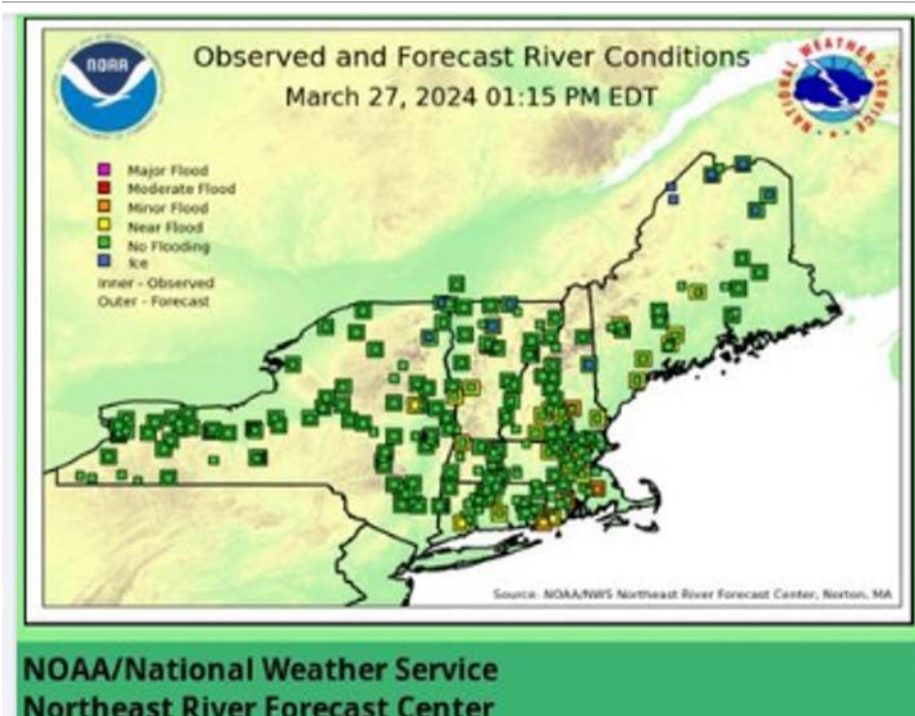 NOAA
Observed and Forecast River Conditions
March 27, 2024 01:15 PM EDT
NATIONAL WEATHER SERVICE
Major Flood
Moderate Flood
Minor Flood
Near Flood
No Flooding
Ice
Inner - Observed
Outer - Forecast
Source: NOAA/NWS Northeast River Forecast Center, Norton, MA
NOAA/National Weather Service
Northeast River Forecast Center